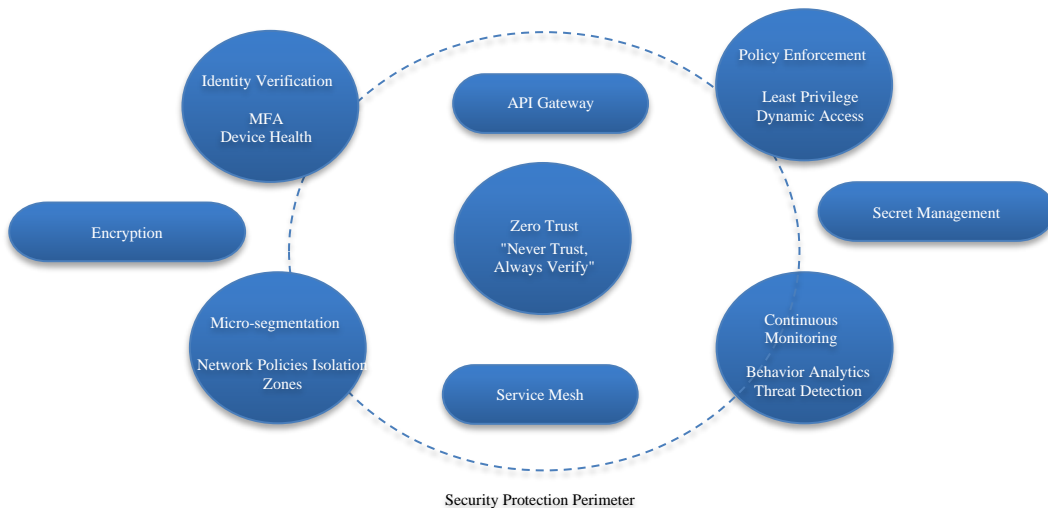 Identity Verification
MFA
Device Health
API Gateway
Policy Enforcement
Least Privilege
Dynamic Access
Encryption
Zero Trust
"Never Trust,
Always Verify"
Secret Management
Micro-segmentation
Network Policies Isolation
Zones
Service Mesh
Continuous
Monitoring
Behavior Analytics
Threat Detection
Security Protection Perimeter